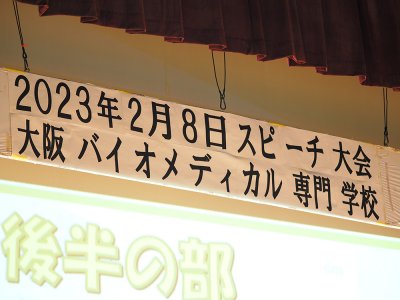 2023年2月8日 スピーチ 大会
大阪 バイオメディカル 専門 学校
後半の部